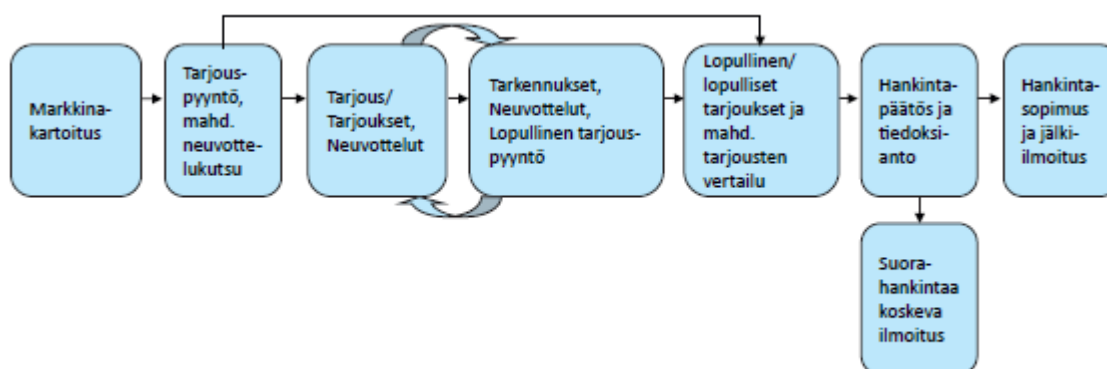 Markkina-
kartoitus
Tarjous-
pyyntö,
mahd.
neuvotte-
lukutsu
Tarjous/
Tarjoukset,
Neuvottelut
Tarkennukset,
Neuvottelut,
Lopullinen tarjous-
pyyntö
Lopullinen/
lopulliset
tarjoukset ja
mahd.
tarjousten
vertailu
Hankinta-
päätös ja
tiedoksi-
anto
Hankinta-
sopimus
ja jälki-
ilmoitus
Suora-
hankintaa
koskeva
ilmoitus